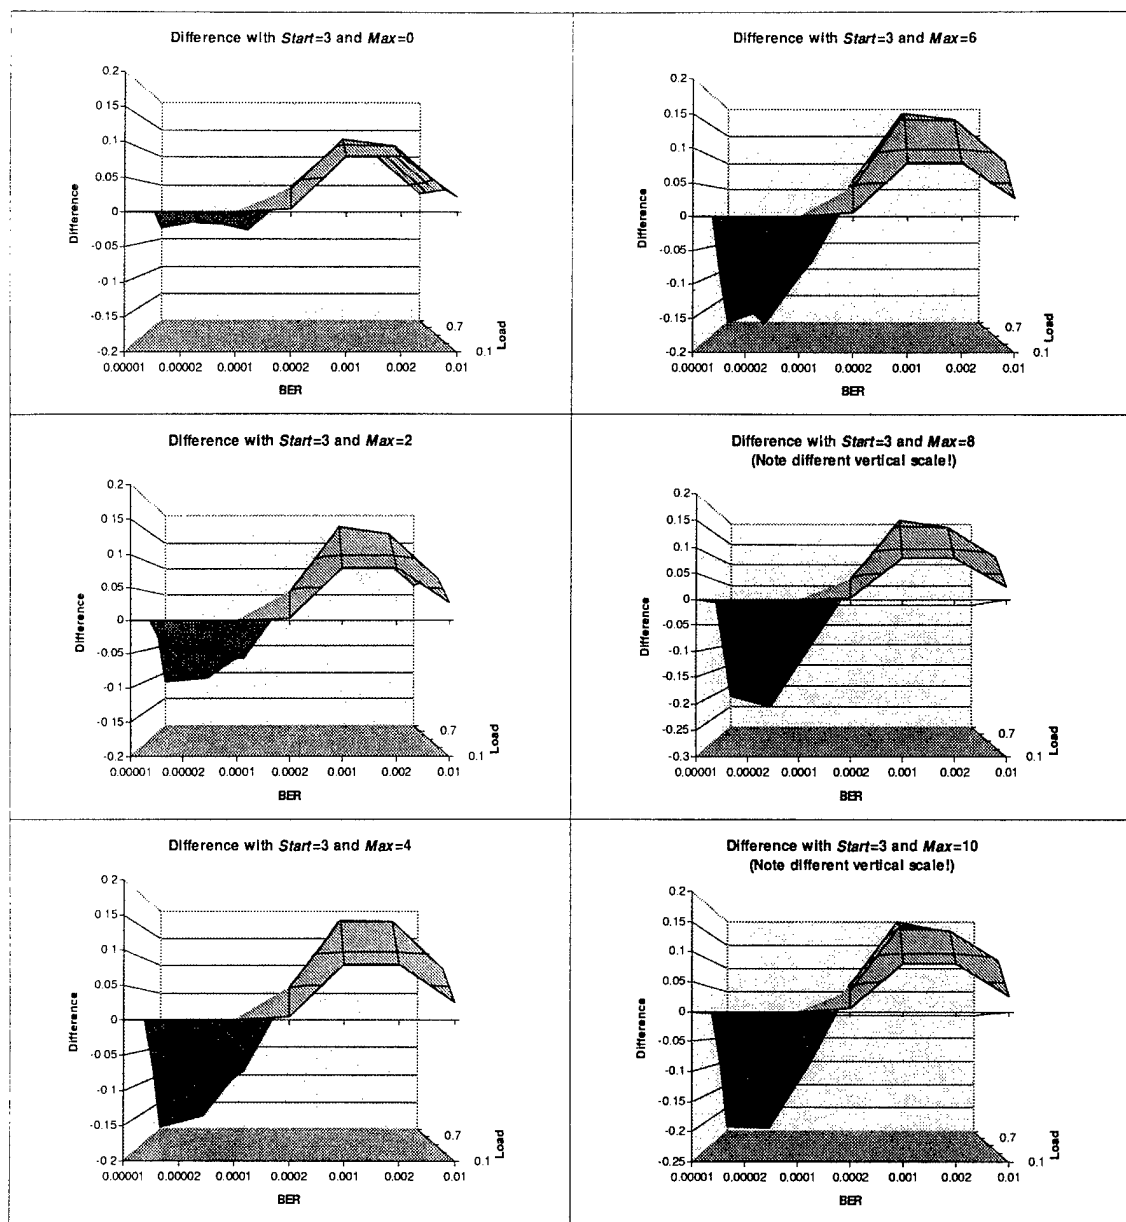 Difference with Start=3 and Max=0
0.2
0.15
0.1
0.05
0
-0.05
-0.1
-0.15
-0.2
Difference
0.00001 0.00002 0.0001 0.0002 0.001 0.002 0.01
BER
0.7
0.1
Load
Difference with Start=3 and Max=6
0.2
0.15
0.1
0.05
0
-0.05
-0.1
-0.15
-0.2
Difference
0.00001 0.00002 0.0001 0.0002 0.001 0.002 0.01
BER
0.7
0.1
Load
Difference with Start=3 and Max=2
0.2
0.15
0.1
0.05
0
-0.05
-0.1
-0.15
-0.2
Difference
0.00001 0.00002 0.0001 0.0002 0.001 0.002 0.01
BER
0.7
0.1
Load
Difference with Start=3 and Max=8
(Note different vertical scale!)
0.2
0.15
0.1
0.05
0
-0.05
-0.1
-0.15
-0.2
-0.25
-0.3
Difference
0.00001 0.00002 0.0001 0.0002 0.001 0.002 0.01
BER
0.7
0.1
Load
Difference with Start=3 and Max=4
0.2
0.15
0.1
0.05
0
-0.05
-0.1
-0.15
-0.2
Difference
0.00001 0.00002 0.0001 0.0002 0.001 0.002 0.01
BER
0.7
0.1
Load
Difference with Start=3 and Max=10
(Note different vertical scale!)
0.2
0.15
0.1
0.05
0
-0.05
-0.1
-0.15
-0.2
-0.25
Difference
0.00001 0.00002 0.0001 0.0002 0.001 0.002 0.01
BER
0.7
0.1
Load